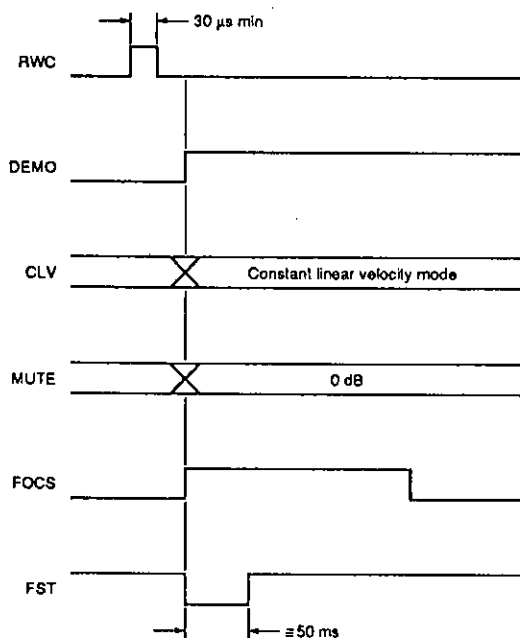 30 μs min
RWC
DEMO
CLV
Constant linear velocity mode
MUTE
0 dB
FOCS
FST
≅50 ms